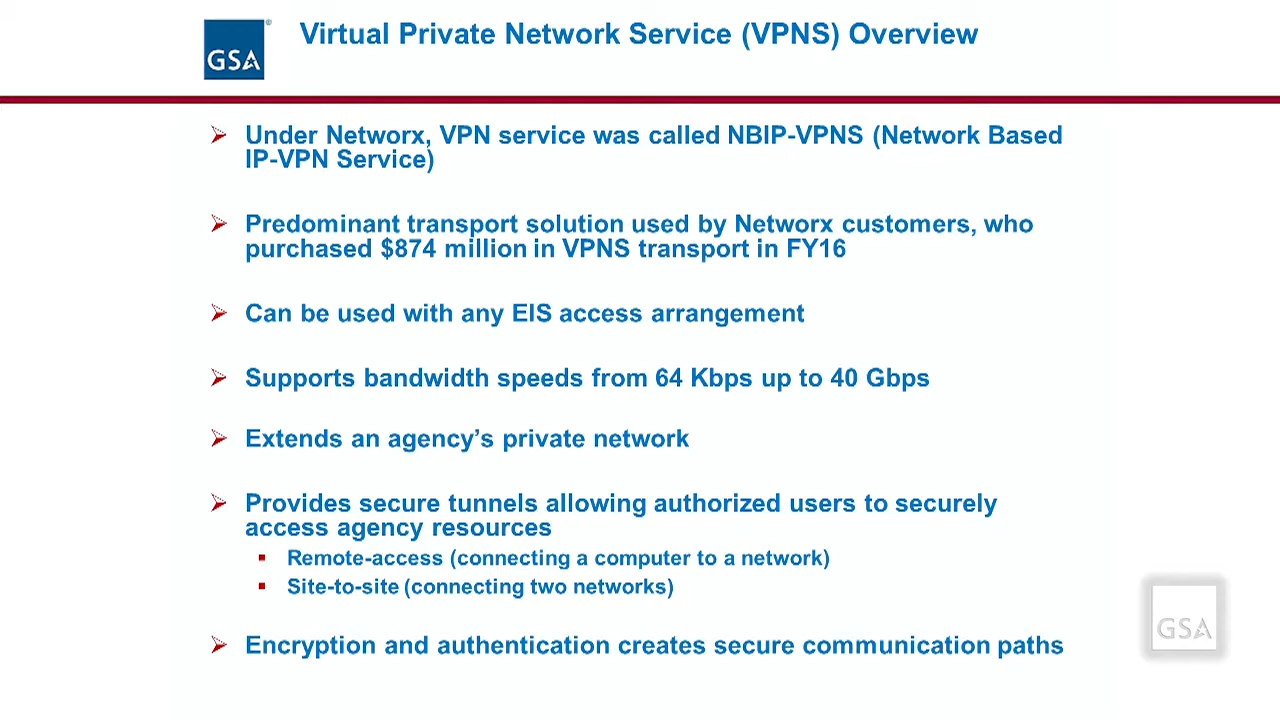 GSA
®
Virtual Private Network Service (VPNS) Overview
Under Networx, VPN service was called NBIP-VPNS (Network Based
IP-VPN Service)
Predominant transport solution used by Networx customers, who
purchased $874 million in VPNS transport in FY16
Can be used with any EIS access arrangement
Supports bandwidth speeds from 64 Kbps up to 40 Gbps
Extends an agency’s private network
Provides secure tunnels allowing authorized users to securely
access agency resources
Remote-access (connecting a computer to a network)
Site-to-site (connecting two networks)
Encryption and authentication creates secure communication paths
GSA